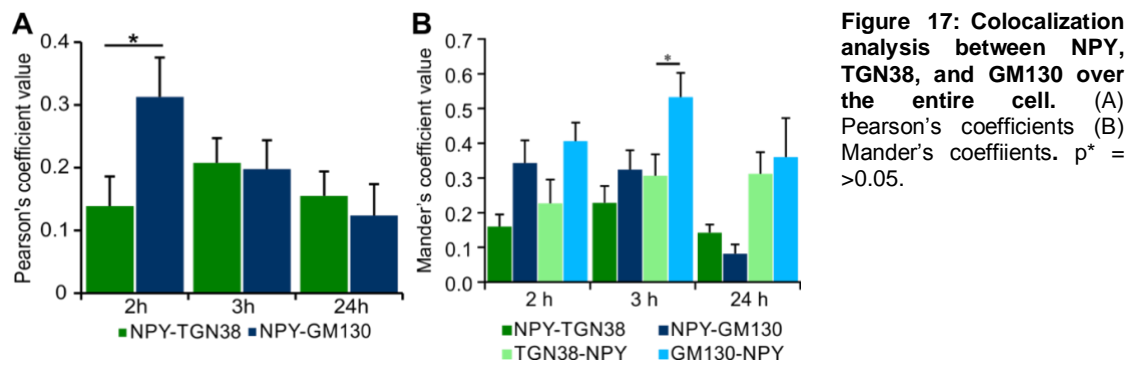 A
*
Pearson's coefficient value
0.4
0.3
0.2
0.1
0
2h 3h 24h
NPY-TGN38 NPY-GM130
B
*
Mander's coefficient value
0.7
0.6
0.5
0.4
0.3
0.2
0.1
0.0
2 h 3 h 24 h
NPY-TGN38 NPY-GM130
TGN38-NPY GM130-NPY
Figure 17: Colocalization
analysis between NPY,
TGN38, and GM130 over
the entire cell. (A)
Pearson's coefficients (B)
Mander's coeffiients. p* =
>0.05.